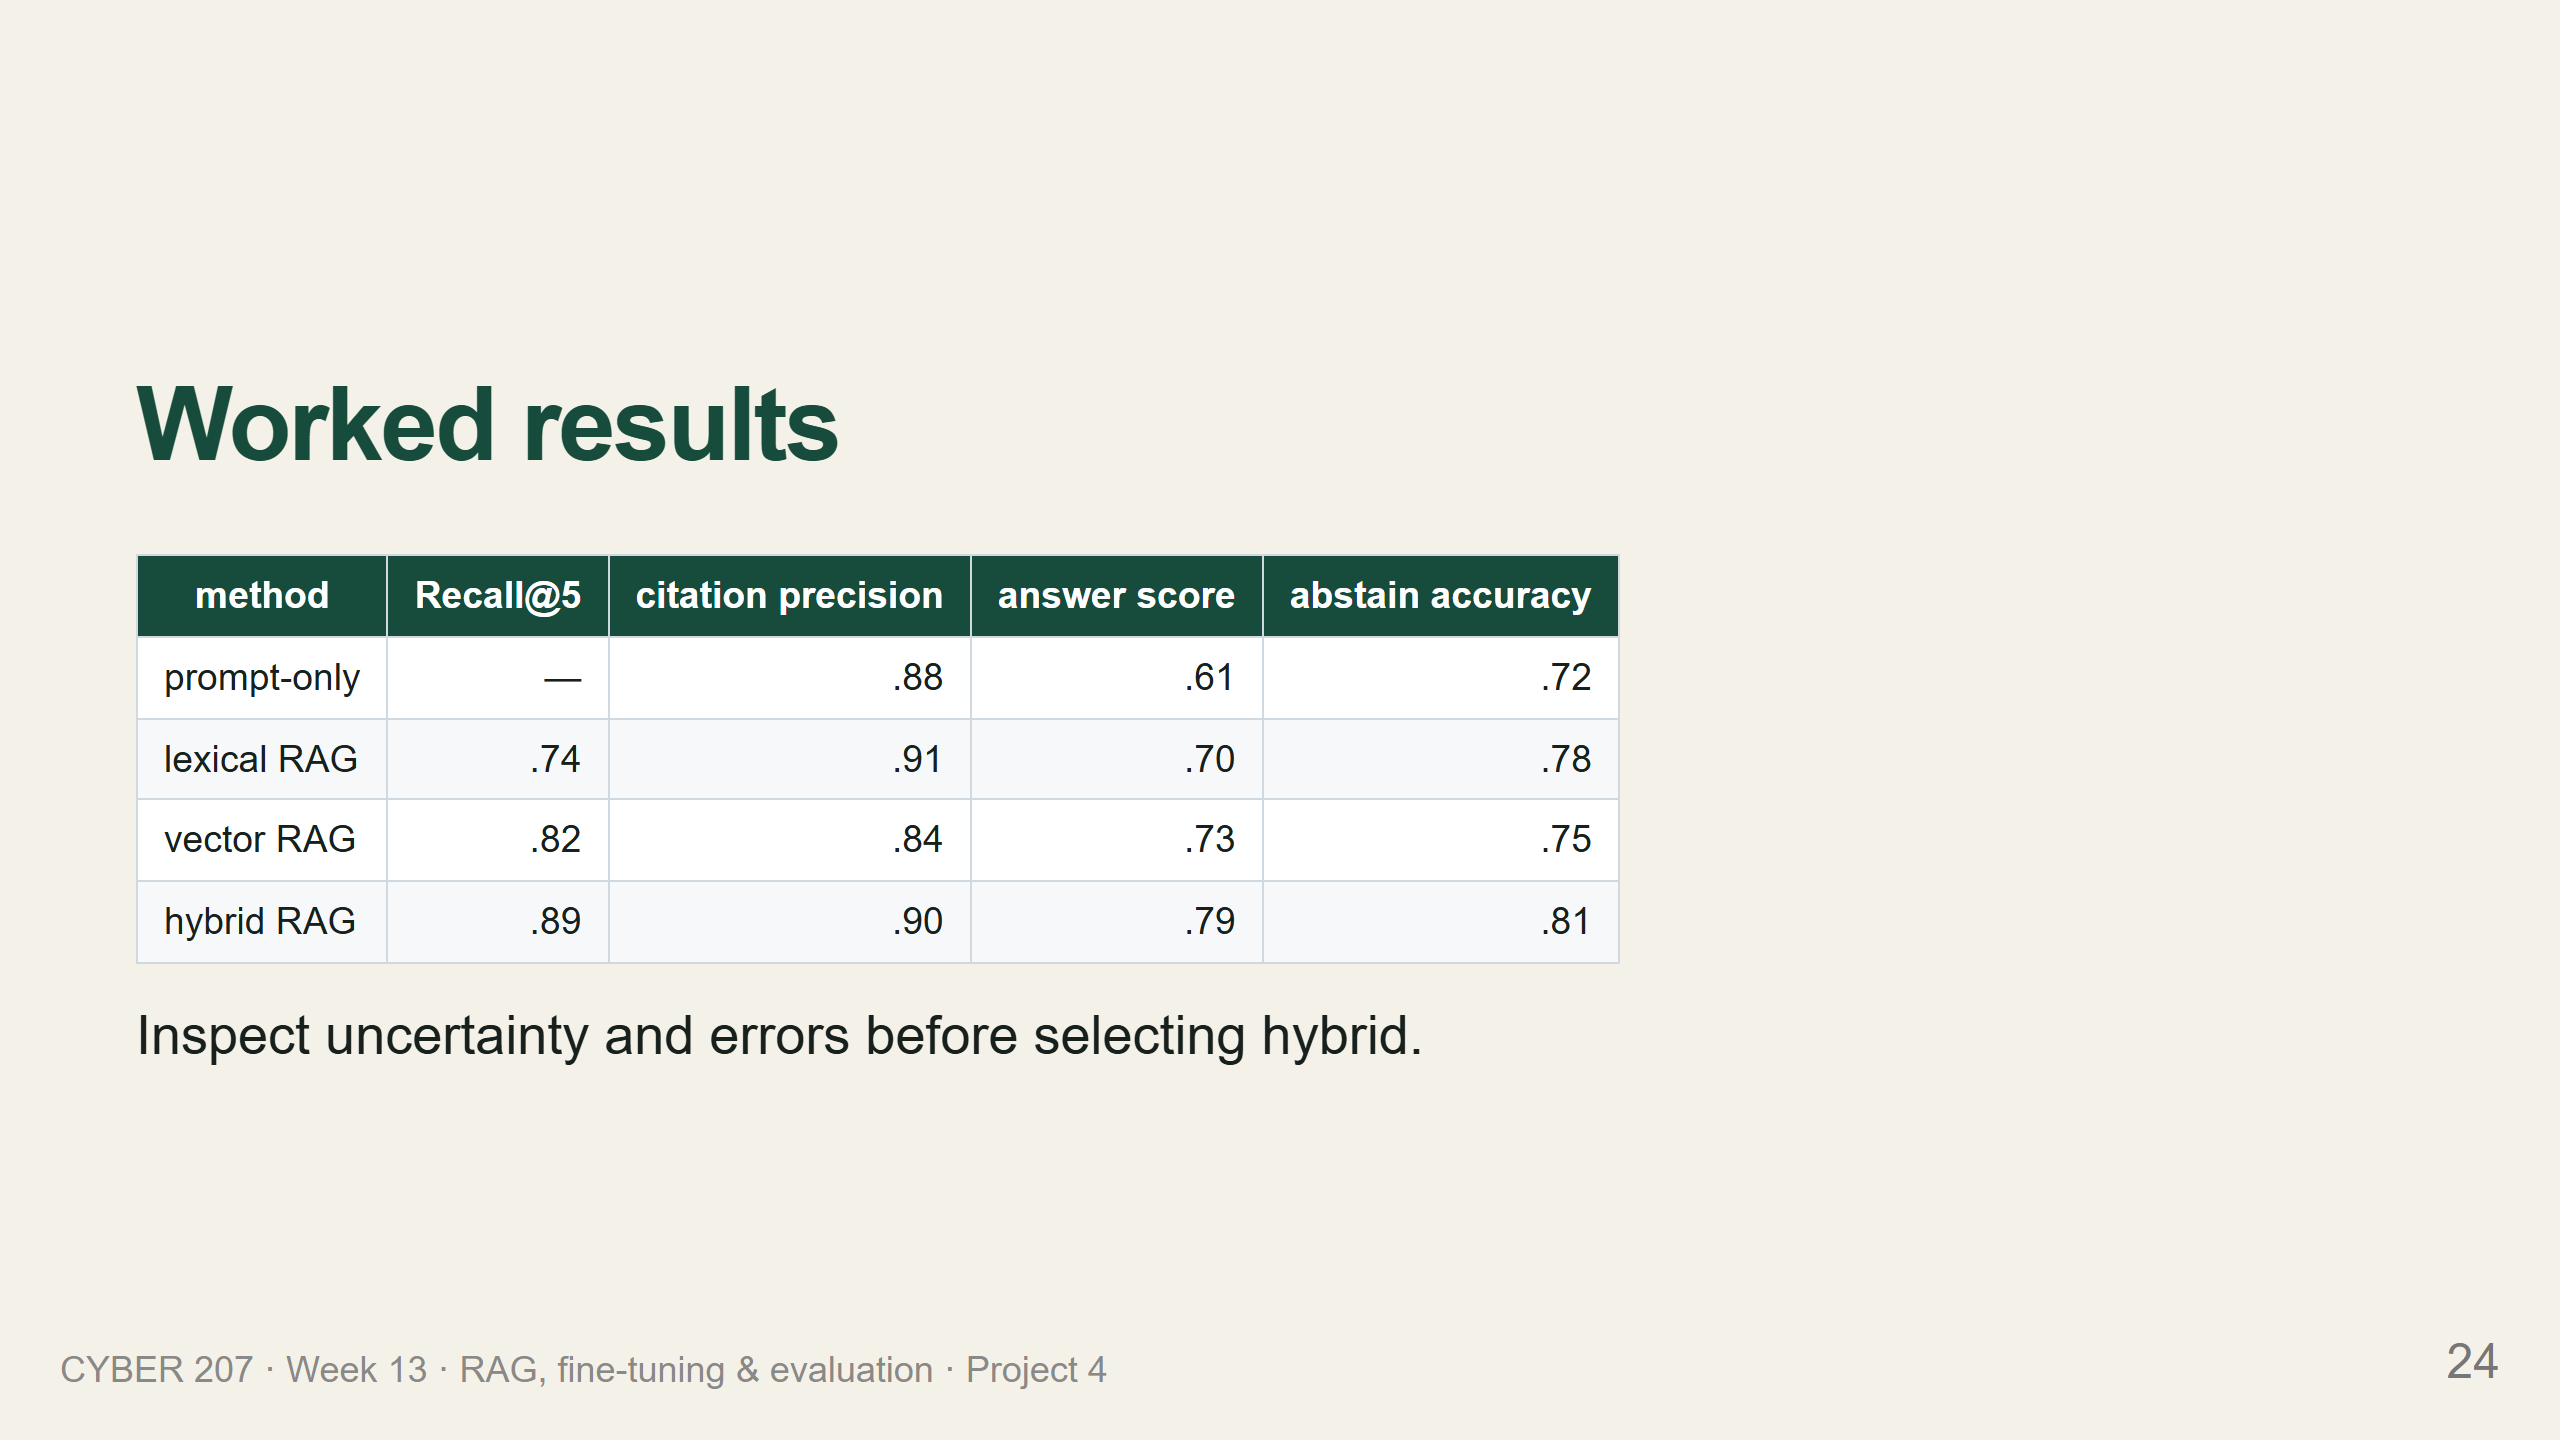 Worked results
method Recall@5 citation precision answer score abstain accuracy
prompt-only — .88 .61 .72
lexical RAG .74 .91 .70 .78
vector RAG .82 .84 .73 .75
hybrid RAG .89 .90 .79 .81
Inspect uncertainty and errors before selecting hybrid.
CYBER 207 · Week 13 · RAG, fine-tuning & evaluation · Project 4
24